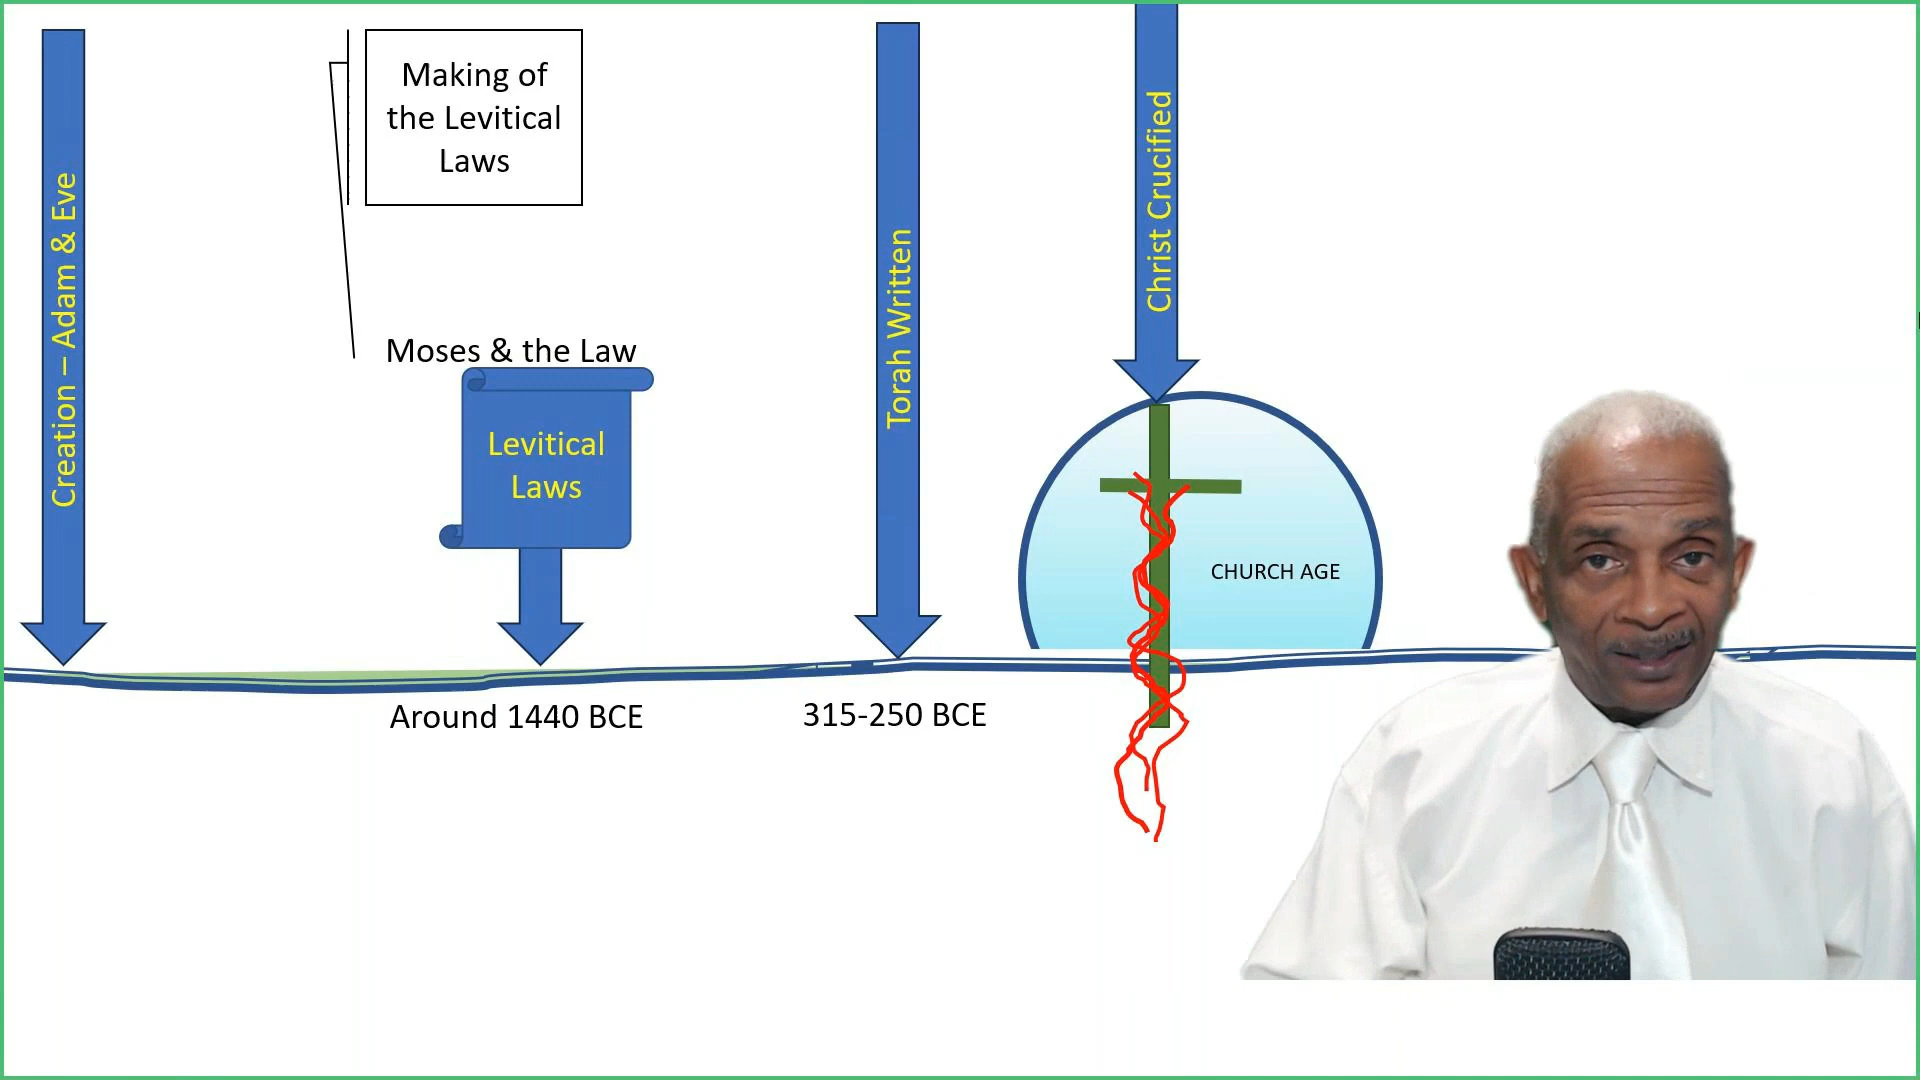 Creation – Adam & Eve
Making of
the Levitical
Laws
Moses & the Law
Levitical
Laws
Around 1440 BCE
Torah Written
315-250 BCE
Christ Crucified
CHURCH AGE